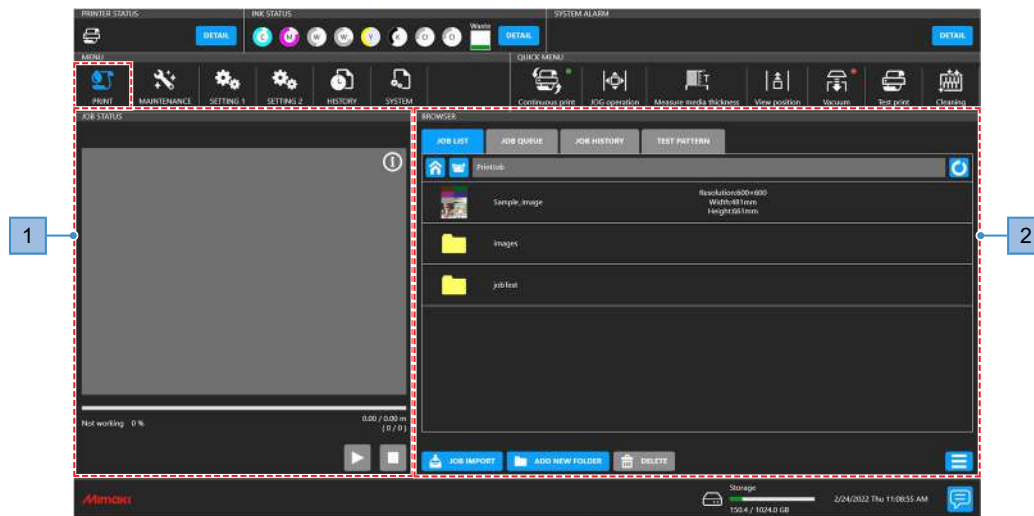 PRINTER STATUS
INK STATUS
SYSTEM ALARM
DETAIL
C
M
W
W
Y
K
Waste
DETAIL
DETAIL
MENU
QUICK MENU
PRINT
MAINTENANCE
SETTING 1
SETTING 2
HISTORY
SYSTEM
Continuous print
JOG operation
Measure media thickness
View position
Vacuum
Test print
Cleaning
JOB STATUS
BROWSER
JOB LIST
JOB QUEUE
JOB HISTORY
TEST PATTERN
PrintJob
Sample_image
Resolution:600×600
Width:481mm
Height:661mm
images
jobTest
1
2
Not working 0 %
0.00 / 0.00 m
( 0 / 0 )
JOB IMPORT
ADD NEW FOLDER
DELETE
Mimaki
Storage
150.4 / 1024.0 GB
2/24/2022 Thu 11:08:55 AM